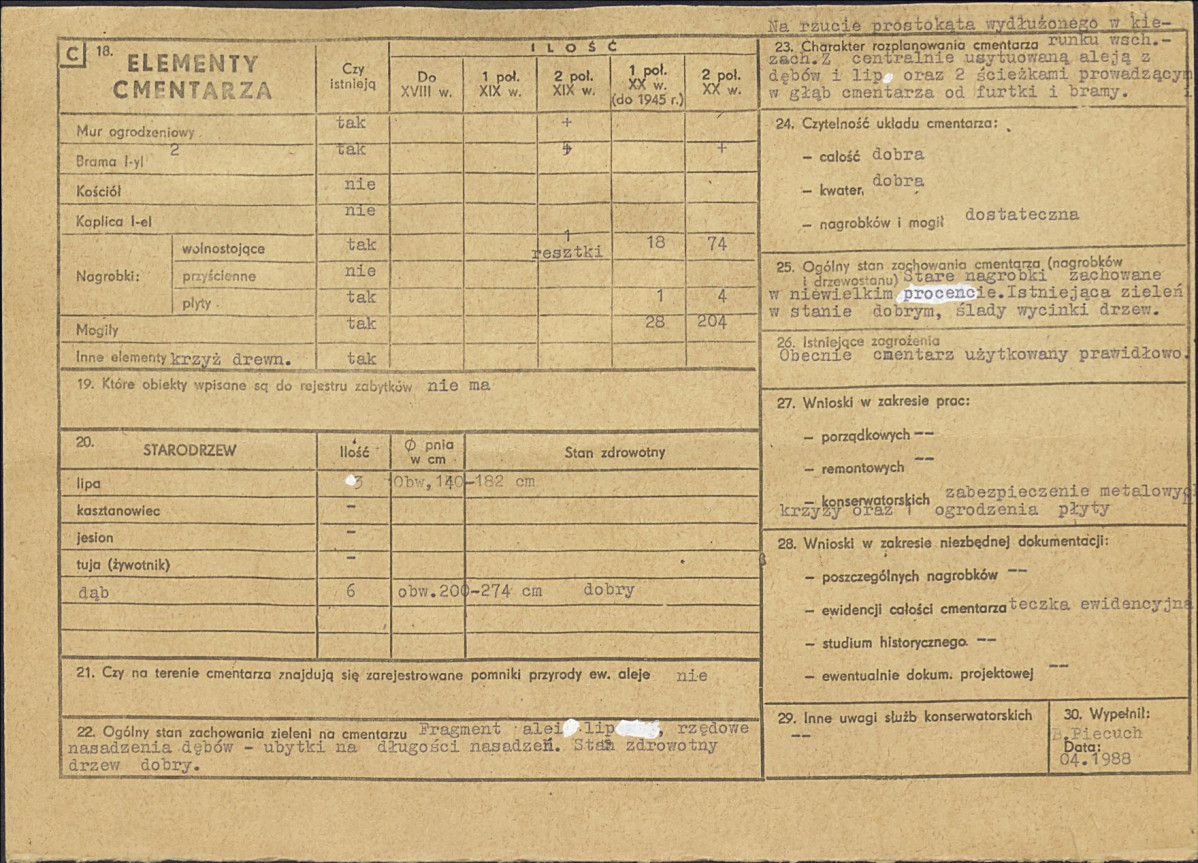 C 18. ELEMENTY CMENTARZA
Czy istnieją
ILOŚĆ
Do XVIII w.
1 poł. XIX w.
2 poł. XIX w.
1 poł. XX w. (do 1945 r.)
2 poł. XX w.
Mur ogrodzeniowy tak +
Brama I-yl 2 tak + +
Kościół nie
Kaplica I-el nie
Nagrobki:
wolnostojące tak 1 resztki 18 74
przyścienne nie
płyty tak 1 4
Mogiły tak 28 204
Inne elementy krzyż drewn. tak
19. Które obiekty wpisane są do rejestru zabytków nie ma
20. STARODRZEW Ilość Ø pnia w cm Stan zdrowotny
lipa 3 Obw,140-182 cm
kasztanowiec -
jesion -
tuja (żywotnik) -
dąb 6 obw.200-274 cm dobry
21. Czy na terenie cmentarza znajdują się zarejestrowane pomniki przyrody ew. aleje nie
22. Ogólny stan zachowania zieleni na cmentarzu Fragment alei lip , rzędowe
nasadzenia dębów - ubytki na długości nasadzeń. Stan zdrowotny
drzew dobry.
Na rzucie prostokąta wydłużonego w kie-
23. Charakter rozplanowania cmentarza runku wsch.-
zach.Z centralnie usytuowaną aleją z
dębów i lip, oraz 2 ścieżkami prowadzącym
w głąb cmentarza od furtki i bramy.
24. Czytelność układu cmentarza:
- całość dobra
- kwater, dobra
- nagrobków i mogił dostateczna
25. Ogólny stan zachowania cmentarza (nagrobków
i drzewostanu) Stare nagrobki zachowane
w niewielkim procencie.Istniejąca zieleń
w stanie dobrym, ślady wycinki drzew.
26. Istniejące zagrożenia
Obecnie cmentarz użytkowany prawidłowo.
27. Wnioski w zakresie prac:
- porządkowych --
- remontowych --
- konserwatorskich zabezpieczenie metalowyc
krzyży oraz ogrodzenia płyty
28. Wnioski w zakresie niezbędnej dokumentacji:
- poszczególnych nagrobków --
- ewidencji całości cmentarza teczka ewidencyjna
- studium historycznego. --
- ewentualnie dokum. projektowej --
29. Inne uwagi służb konserwatorskich
--
30. Wypełnił:
B.Piecuch
Data:
04.1988